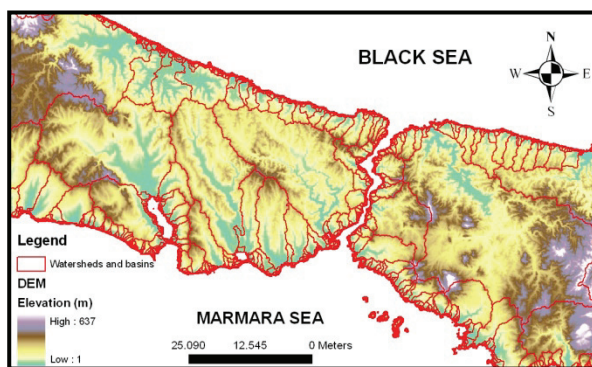 BLACK SEA
N
W E
S
Legend
Watersheds and basins
DEM
Elevation (m)
High : 637
Low : 1
MARMARA SEA
25.090 12.545 0 Meters